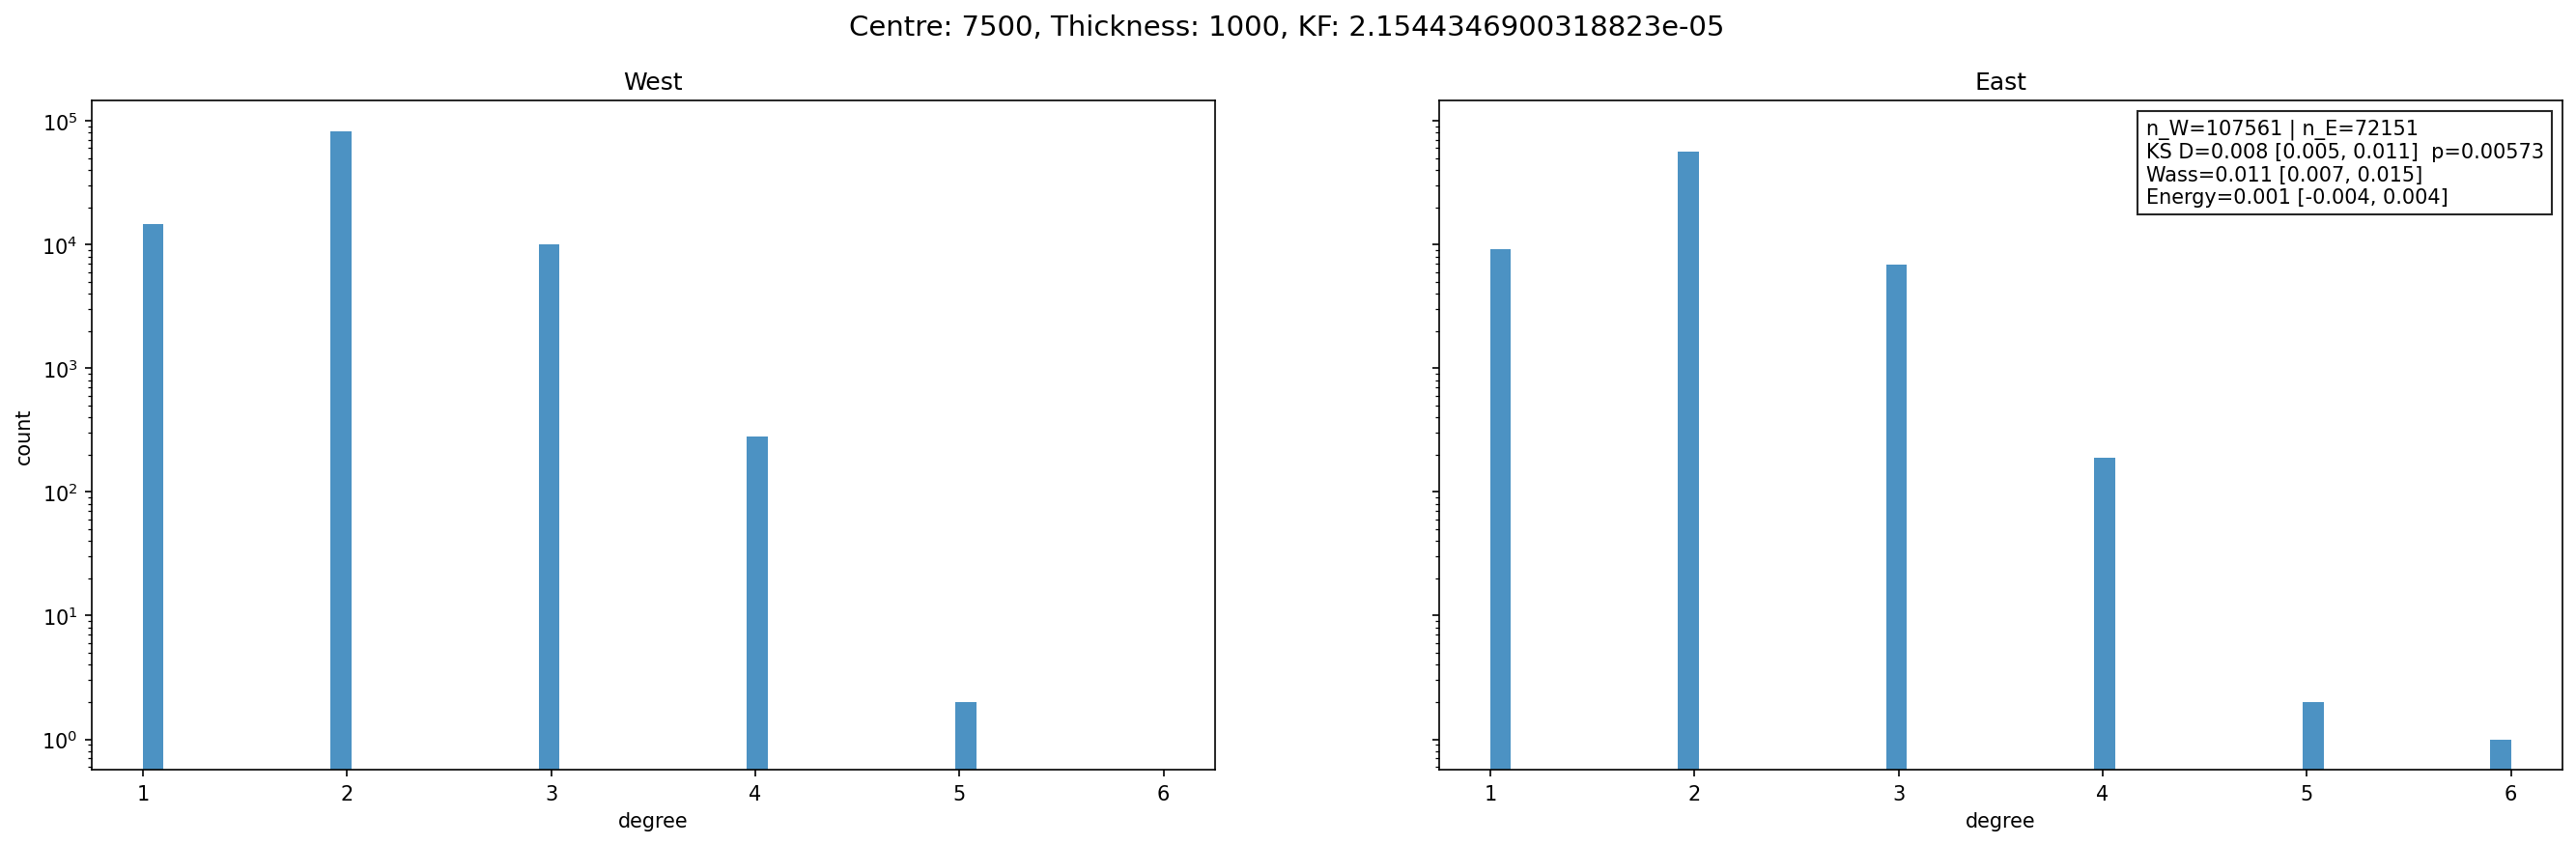 Centre: 7500, Thickness: 1000, KF: 2.1544346900318823e-05
West
10⁵
10⁴
10³
10²
10¹
10⁰
count
1 2 3 4 5 6
degree
East
n_W=107561 | n_E=72151
KS D=0.008 [0.005, 0.011]  p=0.00573
Wass=0.011 [0.007, 0.015]
Energy=0.001 [-0.004, 0.004]
1 2 3 4 5 6
degree